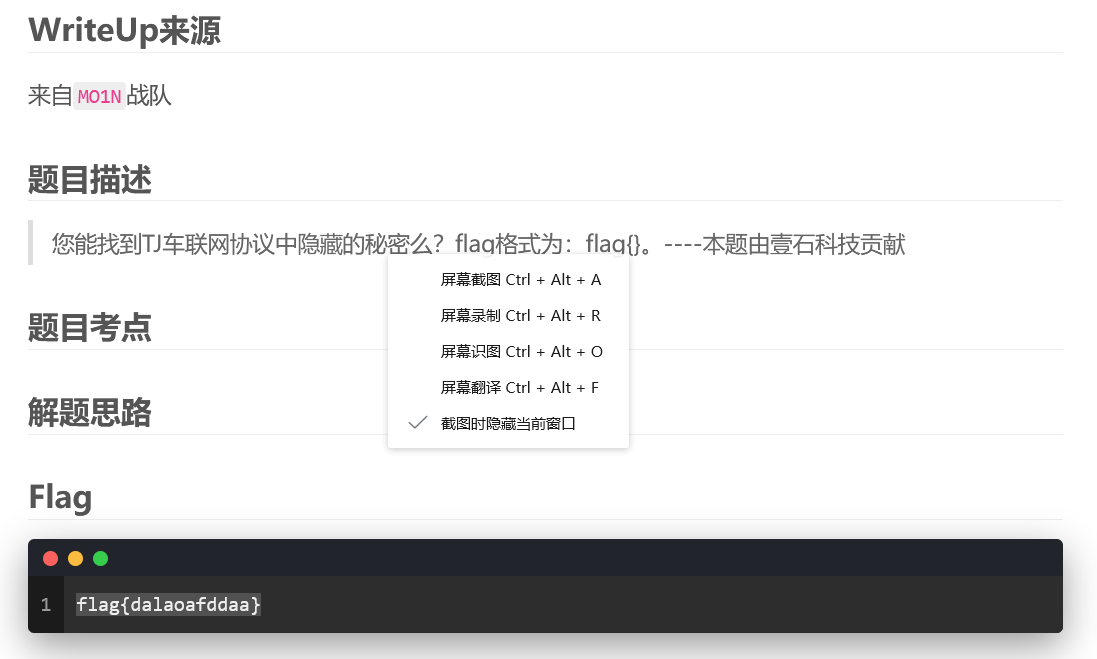 WriteUp来源
来自MO1N战队
题目描述
您能找到TJ车联网协议中隐藏的秘密么？flag格式为：flag{}。----本题由壹石科技贡献
屏幕截图 Ctrl + Alt + A
屏幕录制 Ctrl + Alt + R
题目考点
屏幕识图 Ctrl + Alt + O
屏幕翻译 Ctrl + Alt + F
解题思路
截图时隐藏当前窗口
Flag
1 flag{dalaoafddaa}